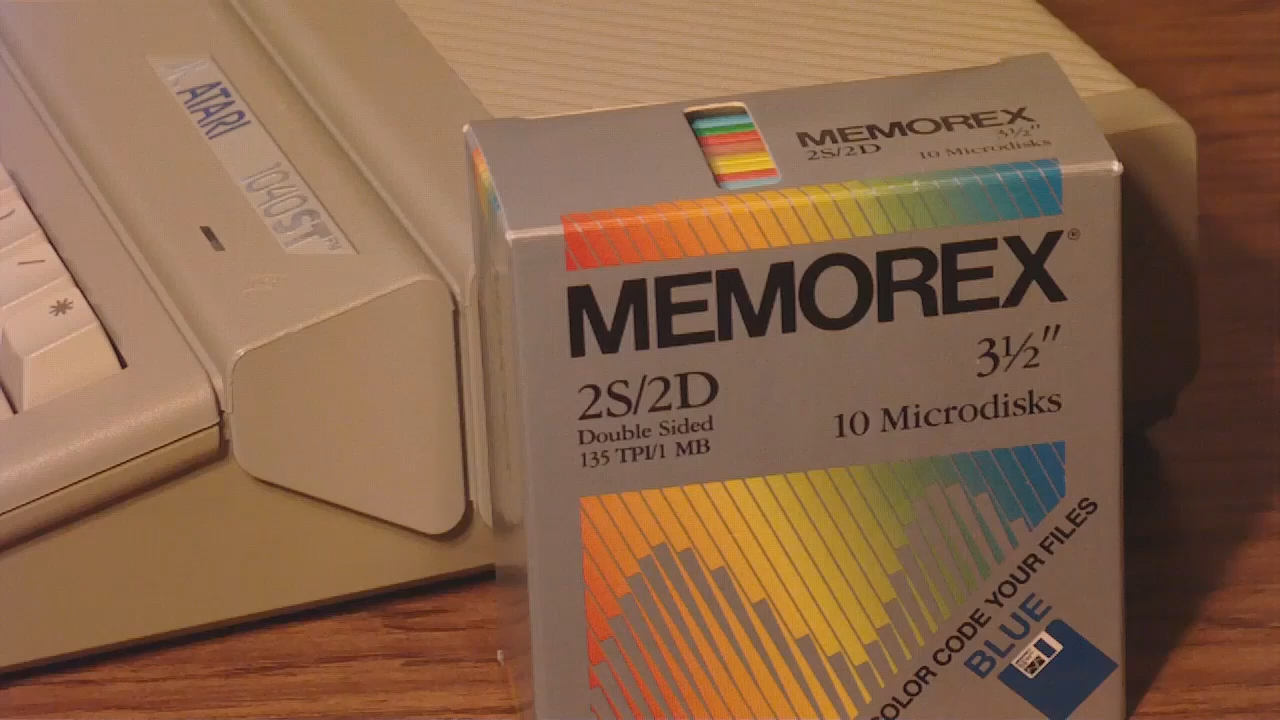 ATARI
1040ST™
)
/
*
MEMOREX
2S/2D
3½"
10 Microdisks
MEMOREX®
2S/2D
3½"
Double Sided
10 Microdisks
135 TPI/1 MB
COLOR CODE YOUR FILES
BLUE